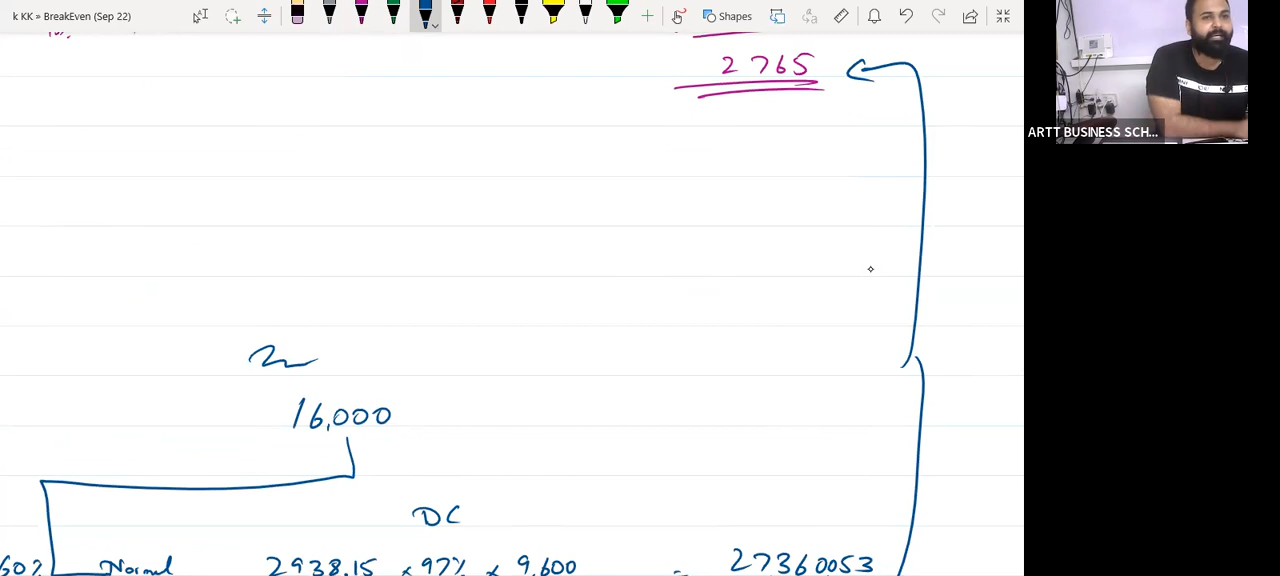 k KK » BreakEven (Sep 22)
Shapes
2765
16,000
DC
60% Normal 2938.15 x 97% x 9,600 = 27360053
ARTT BUSINESS SCH...